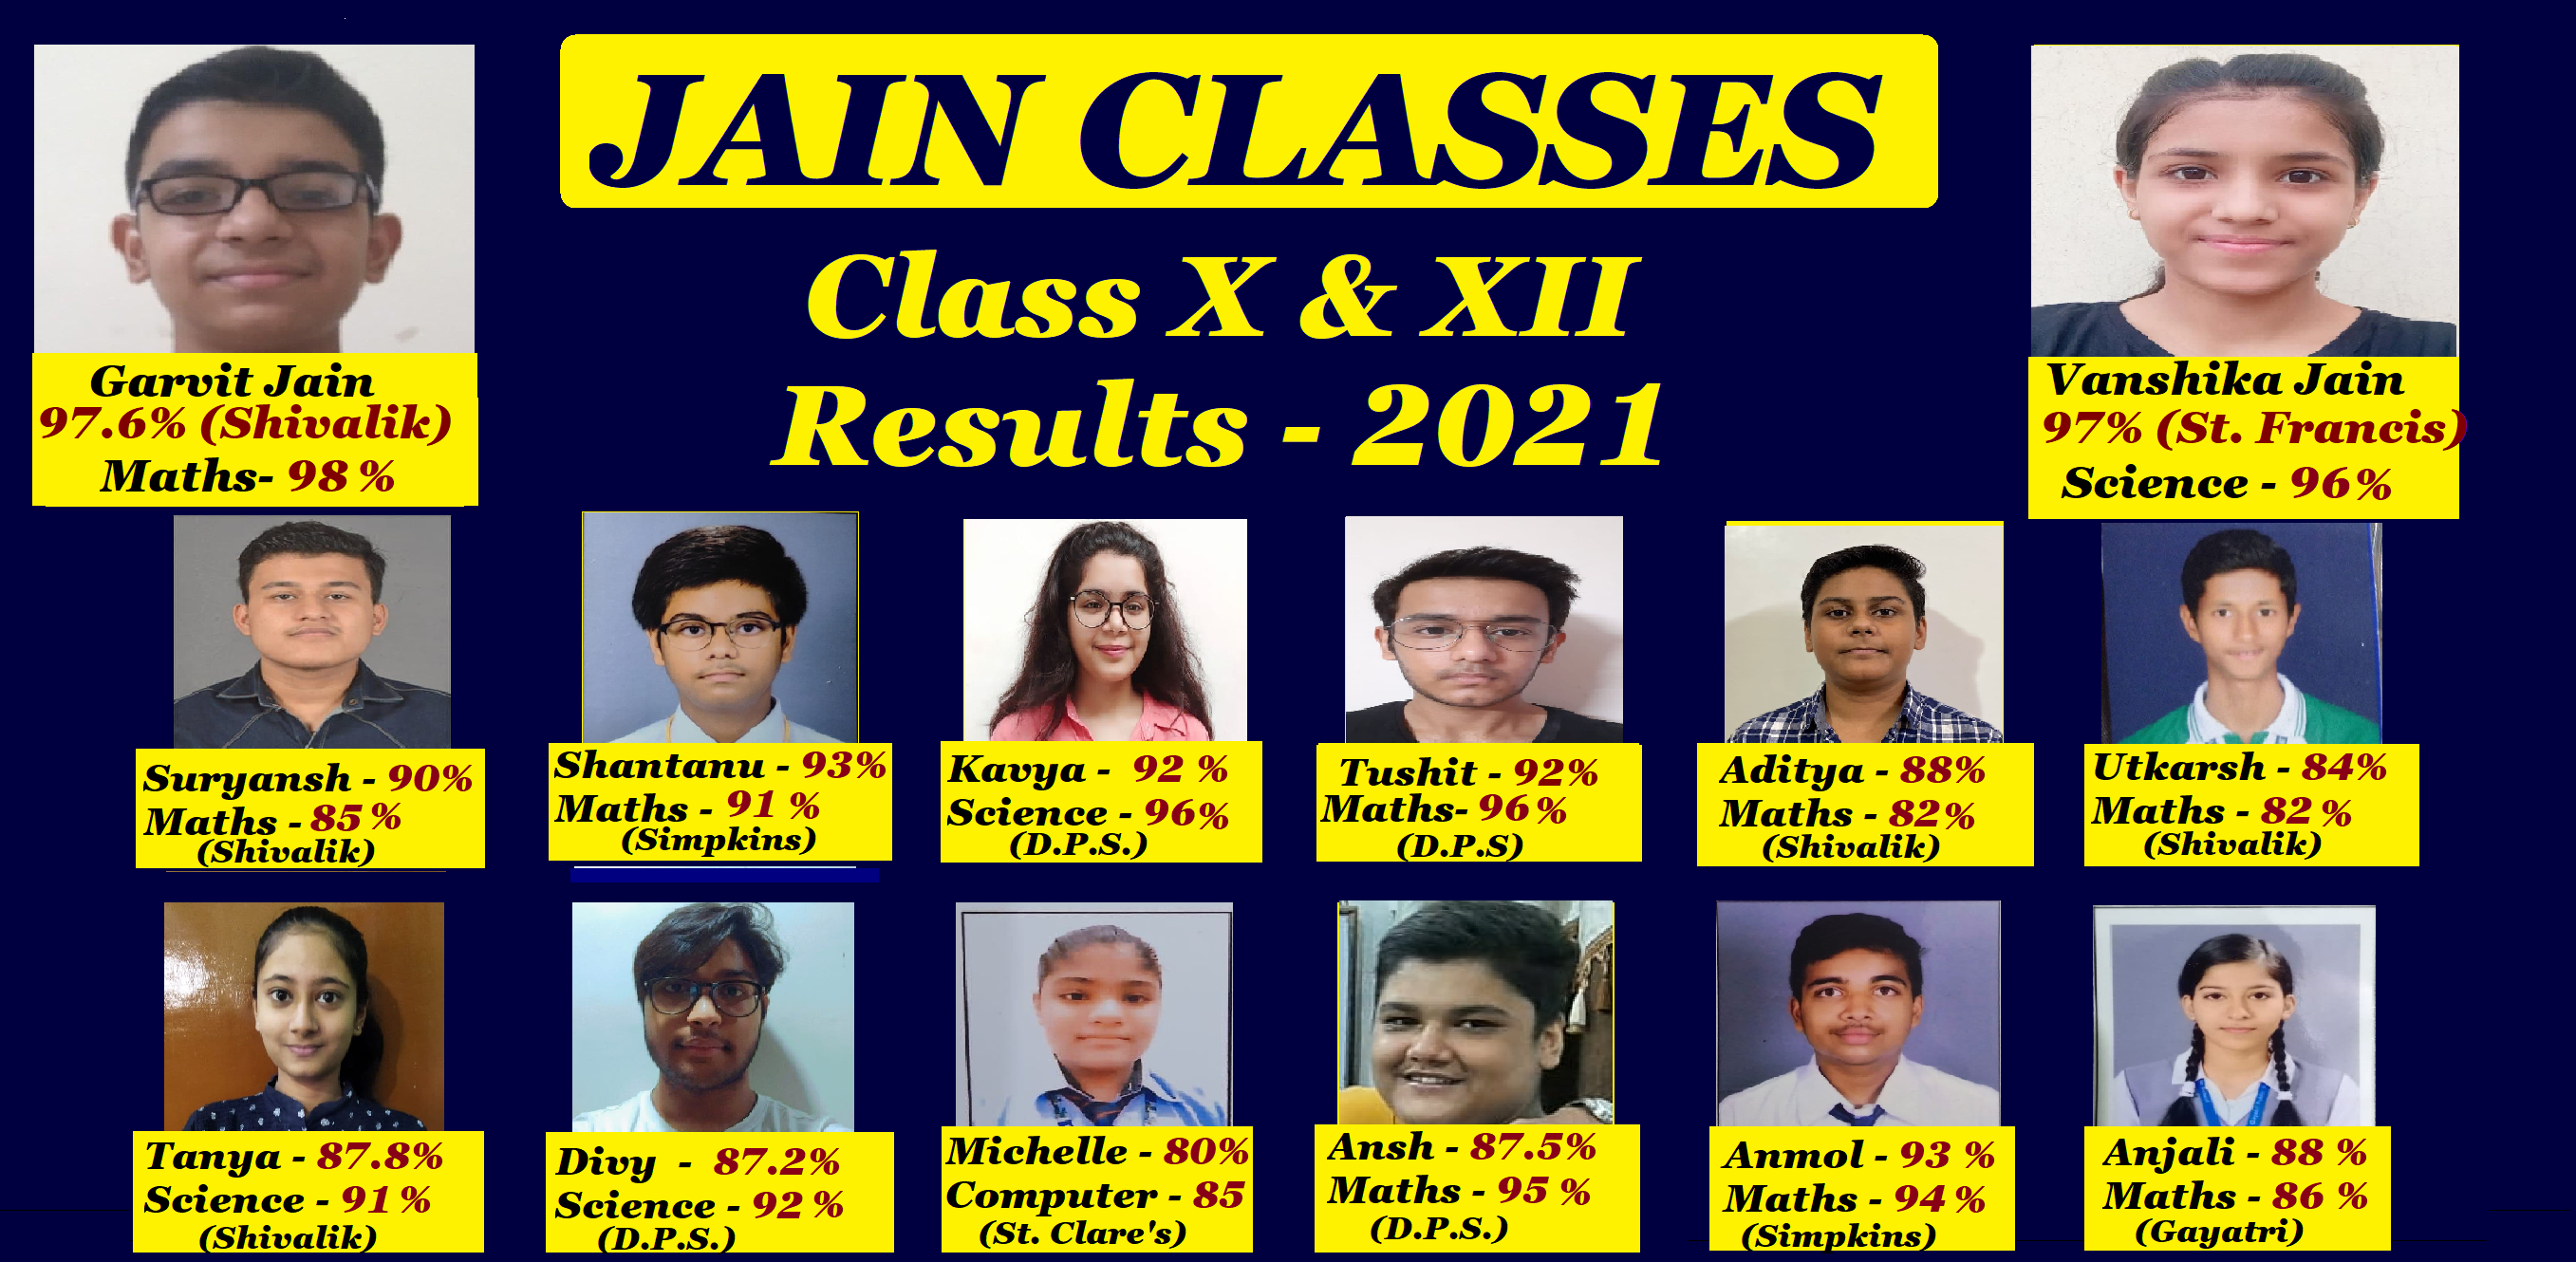 JAIN CLASSES
Class X & XII
Results - 2021
Garvit Jain
97.6% (Shivalik)
Maths- 98 %
Vanshika Jain
97% (St. Francis)
Science - 96%
Suryansh - 90%
Maths - 85 %
(Shivalik)
Shantanu - 93%
Maths - 91 %
(Simpkins)
Kavya - 92 %
Science - 96%
(D.P.S.)
Tushit - 92%
Maths- 96 %
(D.P.S)
Aditya - 88%
Maths - 82%
(Shivalik)
Utkarsh - 84%
Maths - 82 %
(Shivalik)
Tanya - 87.8%
Science - 91 %
(Shivalik)
Divy - 87.2%
Science - 92 %
(D.P.S.)
Michelle - 80%
Computer - 85
(St. Clare's)
Ansh - 87.5%
Maths - 95 %
(D.P.S.)
Anmol - 93 %
Maths - 94 %
(Simpkins)
Anjali - 88 %
Maths - 86 %
(Gayatri)